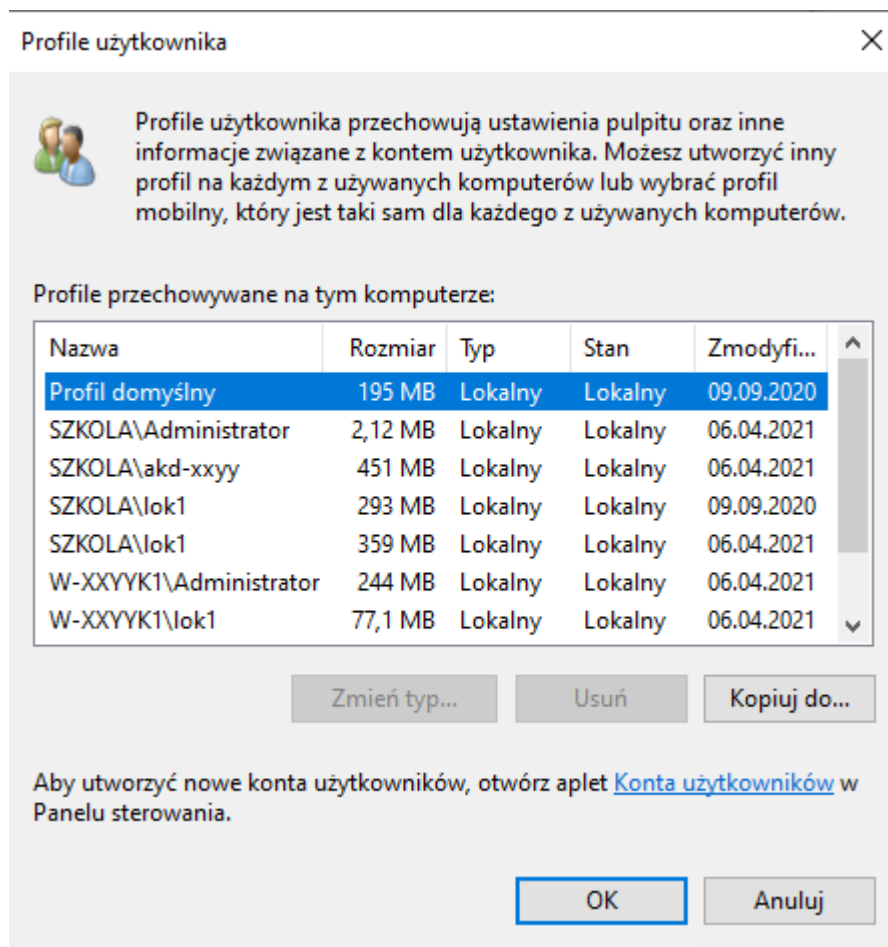 Profile użytkownika
Profile użytkownika przechowują ustawienia pulpitu oraz inne
informacje związane z kontem użytkownika. Możesz utworzyć inny
profil na każdym z używanych komputerów lub wybrać profil
mobilny, który jest taki sam dla każdego z używanych komputerów.
Profile przechowywane na tym komputerze:
Nazwa Rozmiar Typ Stan Zmodyfi...
Profil domyślny 195 MB Lokalny Lokalny 09.09.2020
SZKOLA\Administrator 2,12 MB Lokalny Lokalny 06.04.2021
SZKOLA\akd-xxyy 451 MB Lokalny Lokalny 06.04.2021
SZKOLA\lok1 293 MB Lokalny Lokalny 09.09.2020
SZKOLA\lok1 359 MB Lokalny Lokalny 06.04.2021
W-XXYYK1\Administrator 244 MB Lokalny Lokalny 06.04.2021
W-XXYYK1\lok1 77,1 MB Lokalny Lokalny 06.04.2021
Zmień typ... Usuń Kopiuj do...
Aby utworzyć nowe konta użytkowników, otwórz aplet Konta użytkowników w
Panelu sterowania.
OK Anuluj